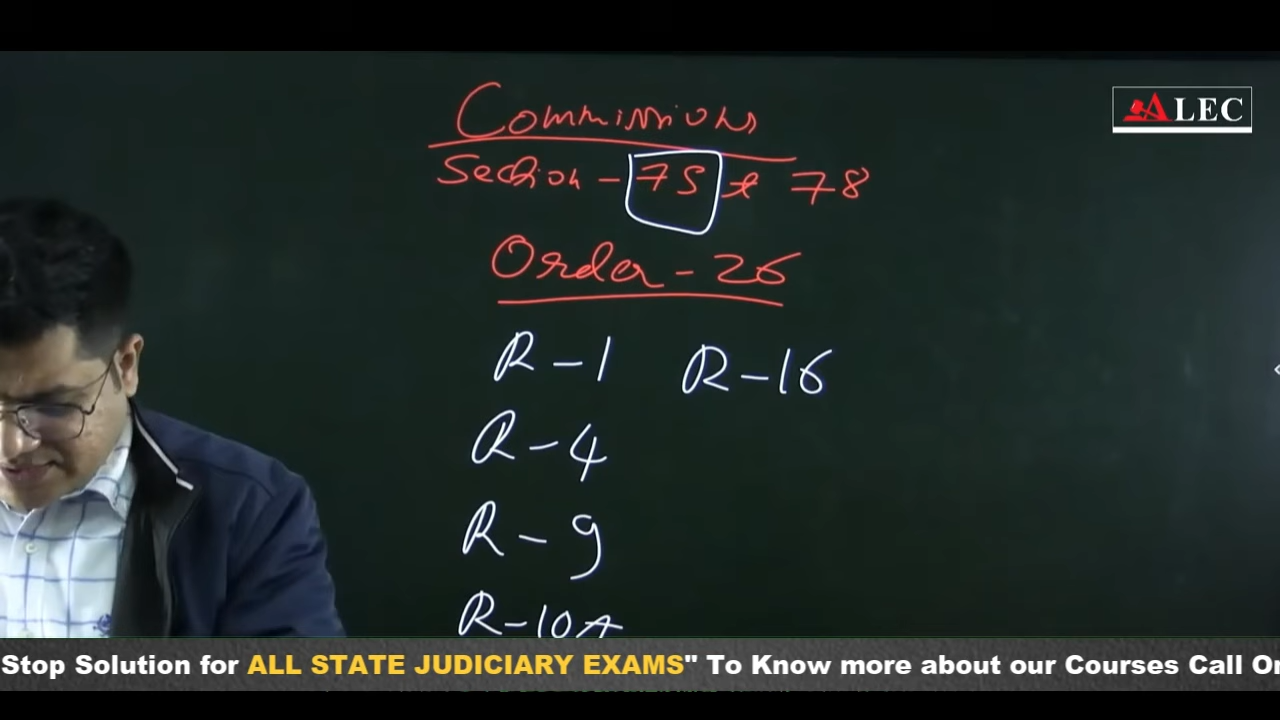 ALEC
Commissions
Section - 75 t 78
Order - 26
R - 1 R - 16
R - 4
R - 9
R - 10A
Stop Solution for ALL STATE JUDICIARY EXAMS" To Know more about our Courses Call On